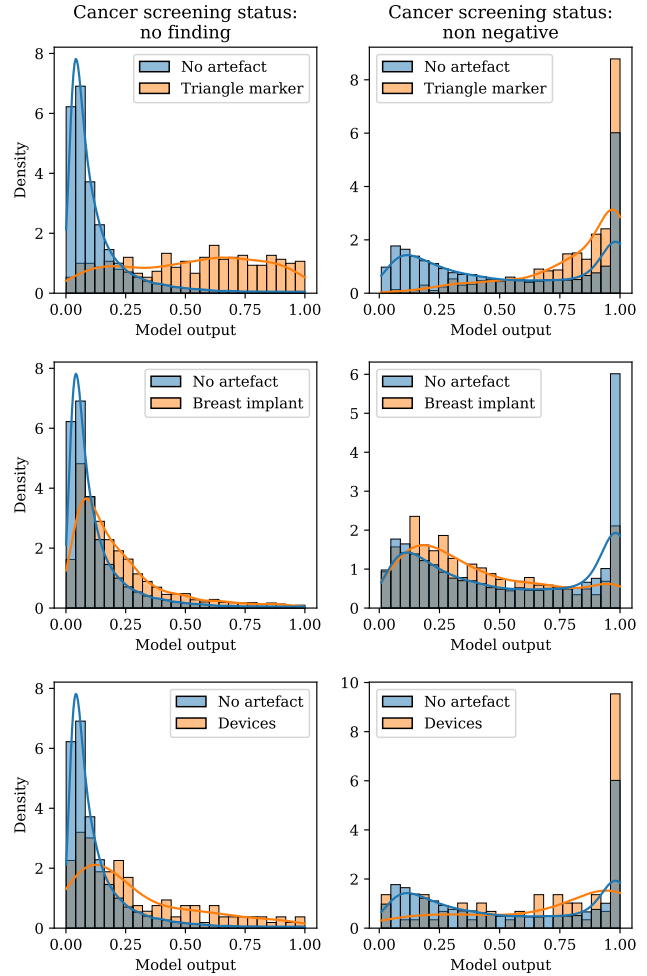 Cancer screening status:
no finding
Cancer screening status:
non negative
No artefact
Triangle marker
Density
0
2
4
6
8
0.00 0.25 0.50 0.75 1.00
Model output
No artefact
Triangle marker
0
2
4
6
8
0.00 0.25 0.50 0.75 1.00
Model output
No artefact
Breast implant
Density
0
2
4
6
8
0.00 0.25 0.50 0.75 1.00
Model output
No artefact
Breast implant
0
1
2
3
4
5
6
0.00 0.25 0.50 0.75 1.00
Model output
No artefact
Devices
Density
0
2
4
6
8
0.00 0.25 0.50 0.75 1.00
Model output
No artefact
Devices
0
2
4
6
8
10
0.00 0.25 0.50 0.75 1.00
Model output